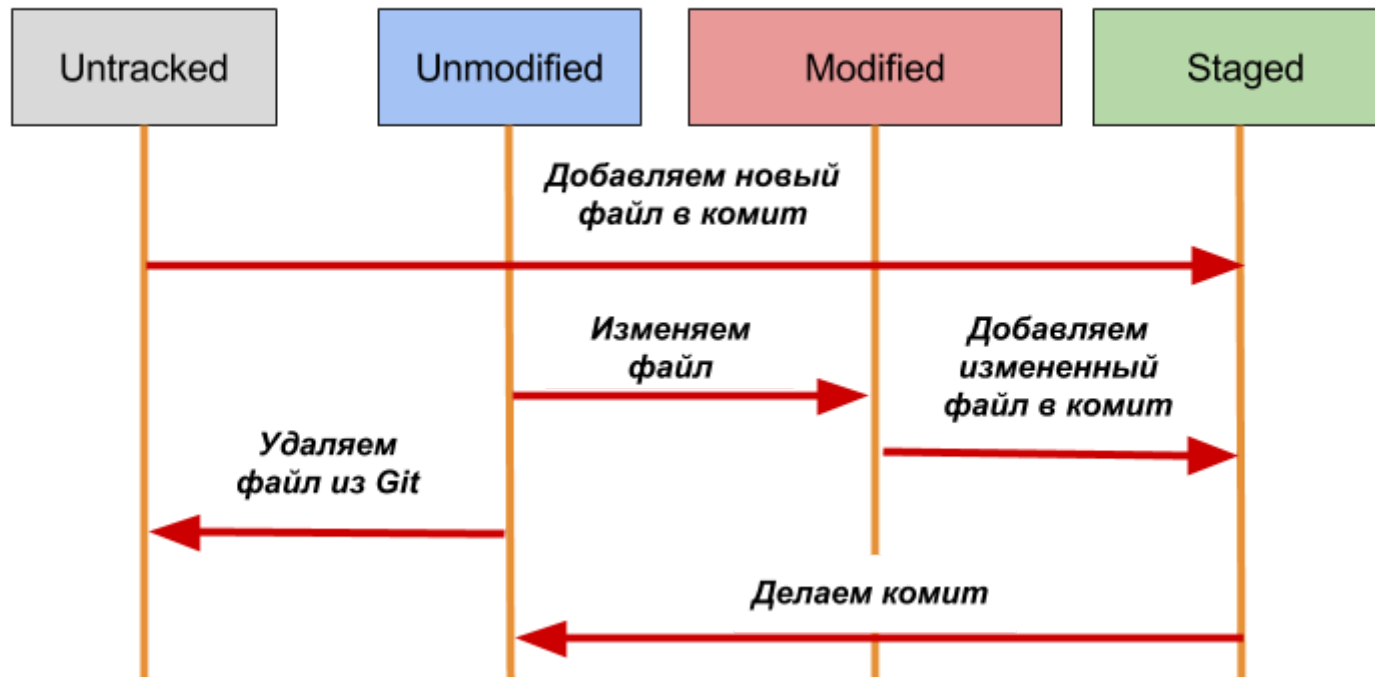 Untracked
Unmodified
Modified
Staged
Добавляем новый
файл в комит
Изменяем
файл
Добавляем
измененный
файл в комит
Удаляем
файл из Git
Делаем комит